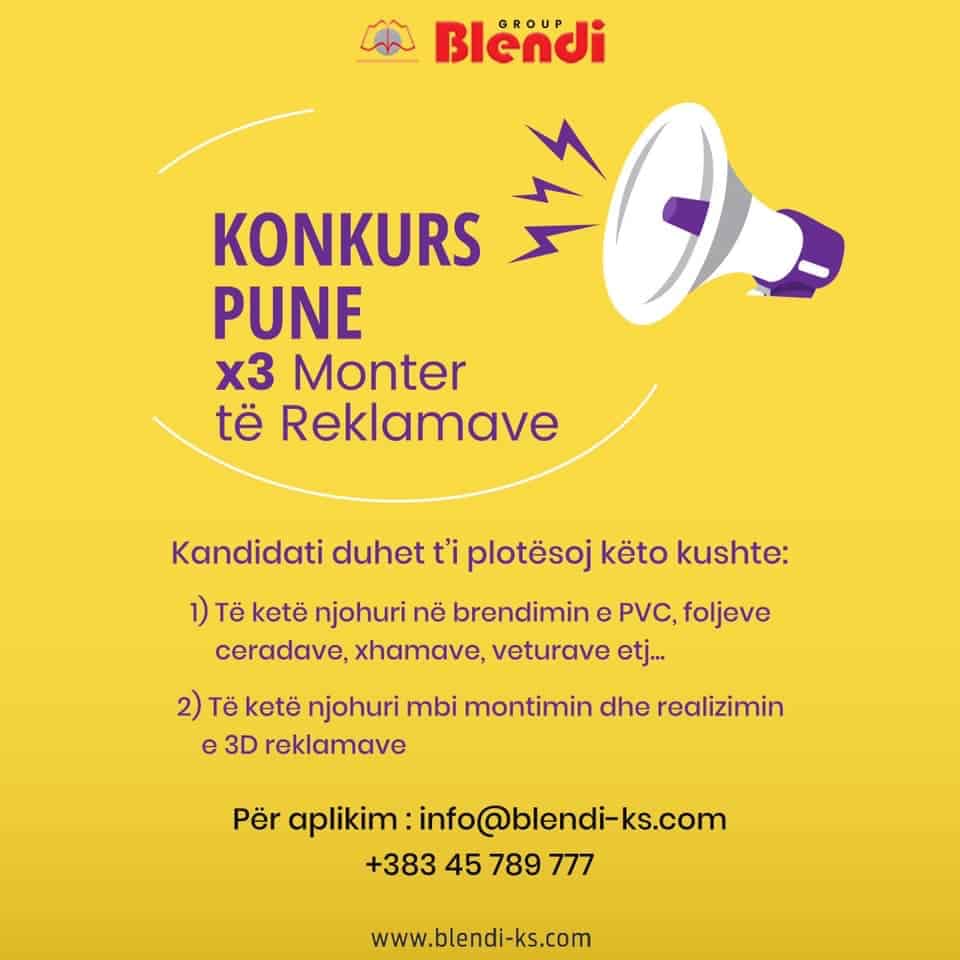 GROUP
Blendi
KONKURS
PUNE
x3 Monter
të Reklamave
Kandidati duhet t'i plotësoj këto kushte:
1) Të ketë njohuri në brendimin e PVC, foljeve
ceradave, xhamave, veturave etj...
2) Të ketë njohuri mbi montimin dhe realizimin
e 3D reklamave
Për aplikim : info@blendi-ks.com
+383 45 789 777
www.blendi-ks.com